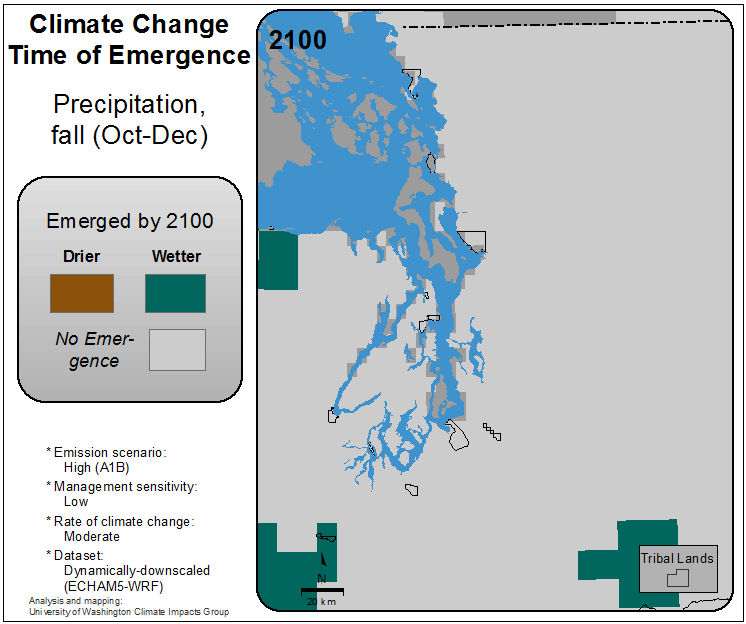 Climate Change
Time of Emergence
Precipitation,
fall (Oct-Dec)
Emerged by 2100
Drier
Wetter
No Emer-
gence
* Emission scenario:
High (A1B)
* Management sensitivity:
Low
* Rate of climate change:
Moderate
* Dataset:
Dynamically-downscaled
(ECHAM5-WRF)
Analysis and mapping:
University of Washington Climate Impacts Group
2100
N
20 km
Tribal Lands